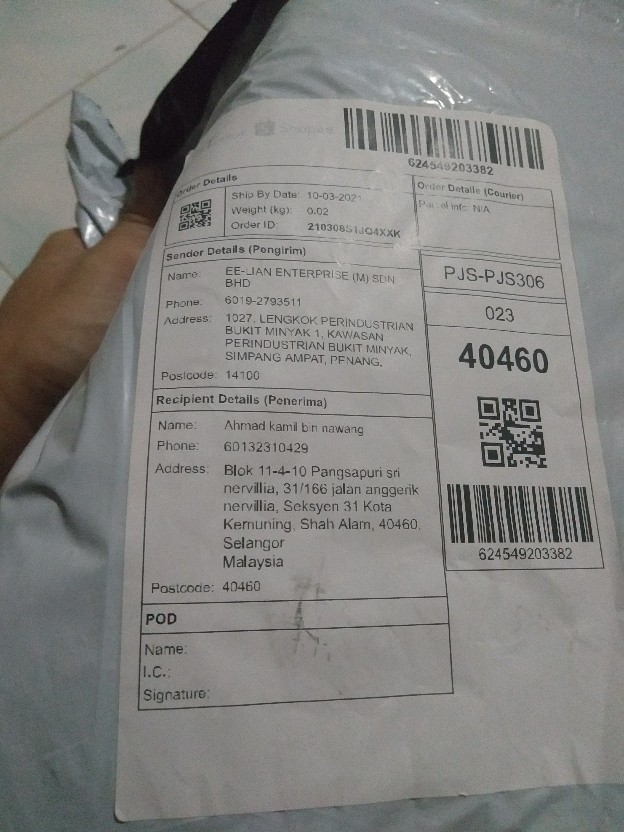 Shopee
624549203382
Order Details
Ship By Date: 10-03-2021
Weight (kg): 0.02
Order ID: 210308S1JQ4XXK
Order Details (Courier)
Parcel info: N/A
Sender Details (Pengirim)
Name: EE-LIAN ENTERPRISE (M) SDN
BHD
Phone: 6019-2793511
Address: 1027, LENGKOK PERINDUSTRIAN
BUKIT MINYAK 1, KAWASAN
PERINDUSTRIAN BUKIT MINYAK,
SIMPANG AMPAT, PENANG,
Postcode: 14100
PJS-PJS306
023
40460
624549203382
Recipient Details (Penerima)
Name: Ahmad kamil bin nawang
Phone: 60132310429
Address: Blok 11-4-10 Pangsapuri sri
nervillia, 31/166 jalan anggerik
nervillia, Seksyen 31 Kota
Kemuning, Shah Alam, 40460,
Selangor
Malaysia
Postcode: 40460
POD
Name:
I.C.:
Signature: